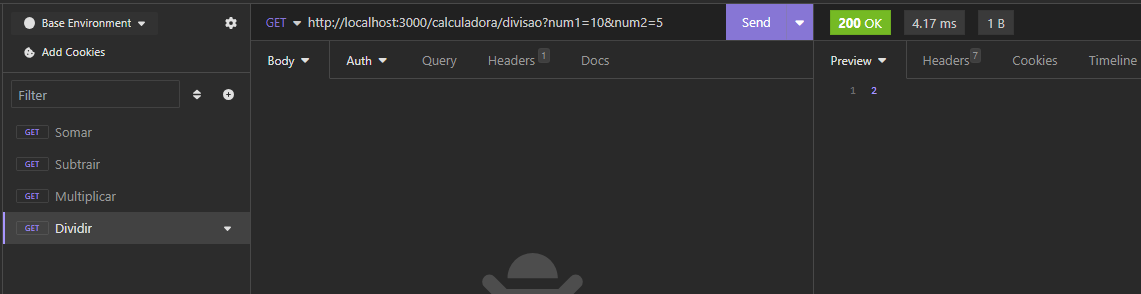 Base Environment
Add Cookies
Filter
GET Somar
GET Subtrair
GET Multiplicar
GET Dividir
GET http://localhost:3000/calculadora/divisao?num1=10&num2=5 Send
Body Auth Query Headers 1 Docs
200 OK 4.17 ms 1 B
Preview Headers 7 Cookies Timeline
1 2